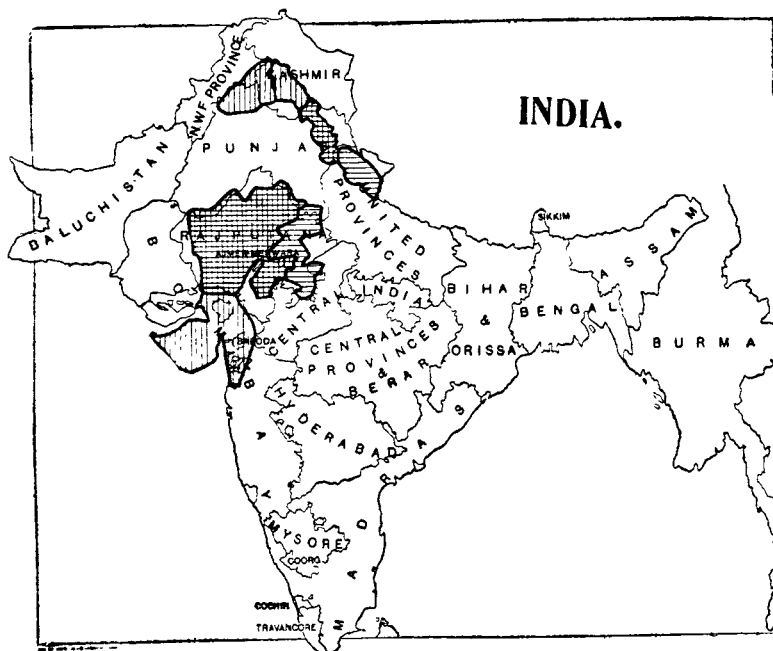 INDIA.
KASHMIR
NWF PROVINCE
PUNJAB
BALUCHISTAN
UNITED
PROVINCES
RAJPUTANA
AJMER MERWARA
SIKKIM
ASSAM
CENTRAL INDIA
BIHAR
&
ORISSA
BENGAL
BURMA
CENTRAL
PROVINCES
&
BERAR
BARODA
BOMBAY
HYDERABAD
MADRAS
MYSORE
COORG
COCHIN
TRAVANCORE